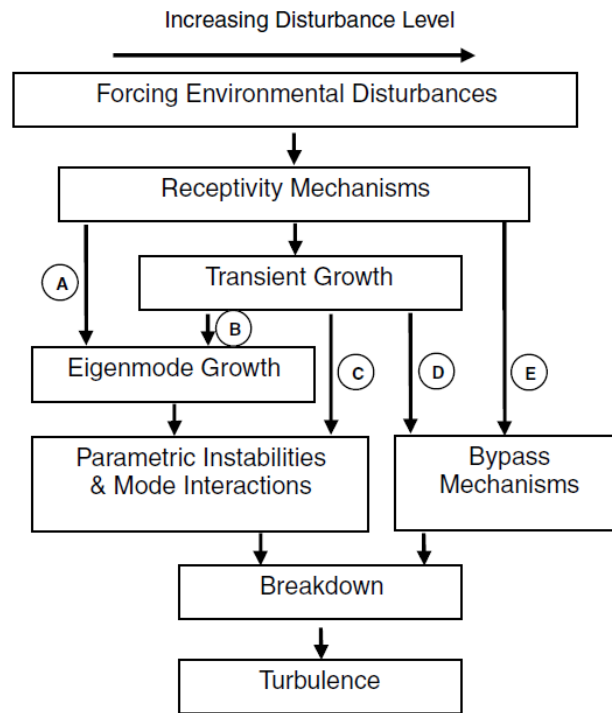 Increasing Disturbance Level
Forcing Environmental Disturbances
Receptivity Mechanisms
Transient Growth
A
B
Eigenmode Growth
C
D
E
Parametric Instabilities
& Mode Interactions
Bypass
Mechanisms
Breakdown
Turbulence